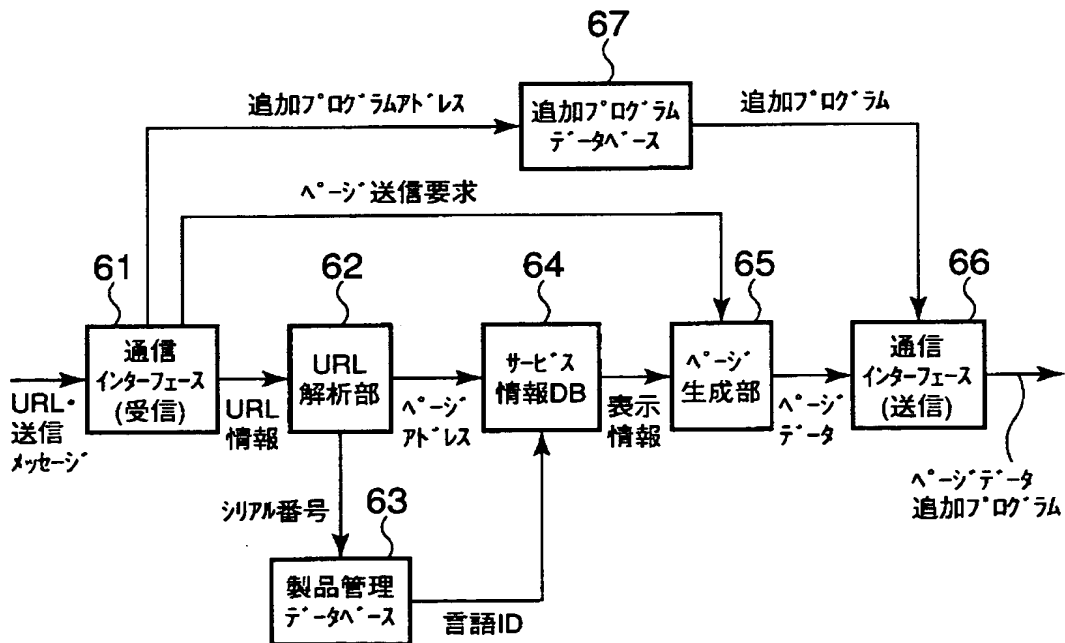 67
追加プログラムアドレス
追加プログラム
データベース
追加プログラム
ページ送信要求
61
62
64
65
66
通信
インターフェース
(受信)
URL
解析部
サービス
情報DB
ページ
生成部
通信
インターフェース
(送信)
URL・
送信
メッセージ
URL
情報
ページ
アドレス
表示
情報
ページ
データ
ページデータ
追加プログラム
シリアル番号
63
製品管理
データベース
言語ID